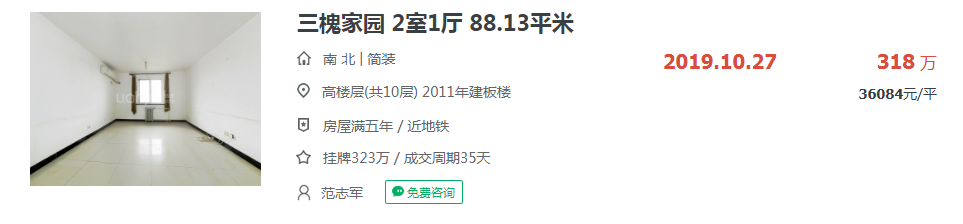 三槐家园 2室1厅 88.13平米
南 北 | 简装
2019.10.27
318 万
高楼层(共10层) 2011年建板楼
36084元/平
房屋满五年 / 近地铁
挂牌323万 / 成交周期35天
范志军
免费咨询